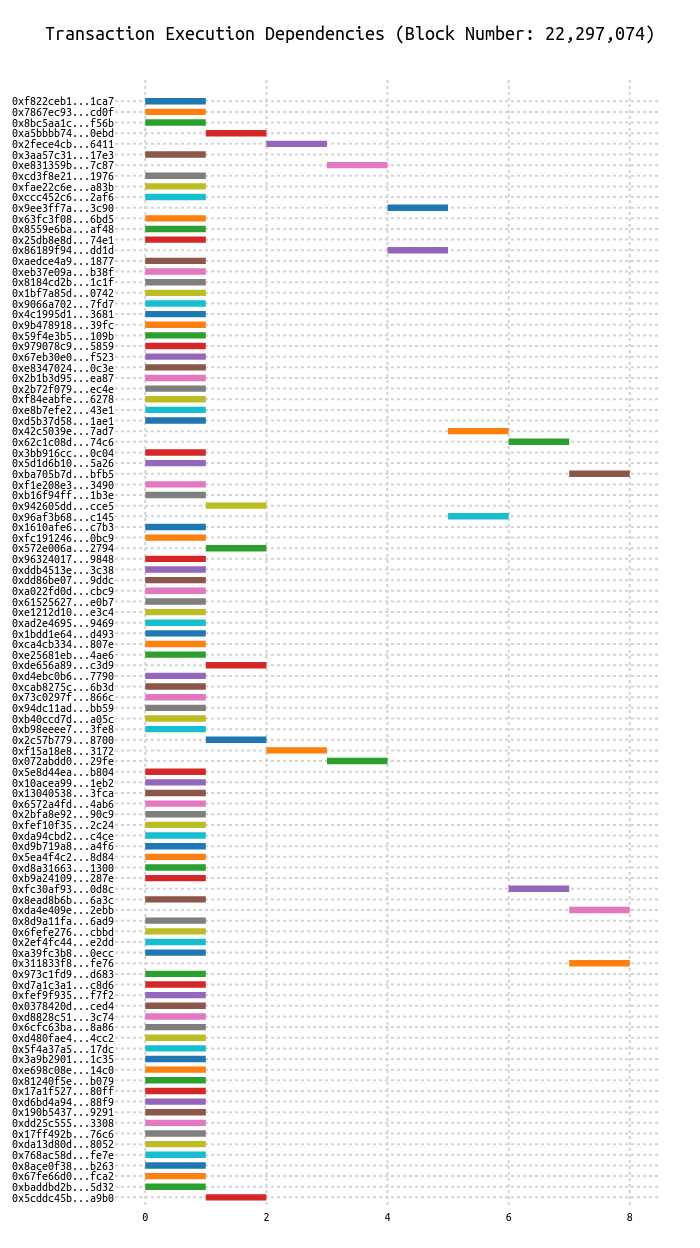 Transaction Execution Dependencies (Block Number: 22,297,074)
0xf822ceb1...1ca7
0x7867ec93...cd0f
0x8bc5aa1c...f56b
0xa5bbbb74...0ebd
0x2fece4cb...6411
0x3aa57c31...17e3
0xe831359b...7c87
0xcd3f8e21...1976
0xfae22c6e...a83b
0xccc452c6...2af6
0x9ee3ff7a...3c90
0x63fc3f08...6bd5
0x8559e6ba...af48
0x25db8e8d...74e1
0x86189f94...dd1d
0xaedce4a9...1877
0xeb37e09a...b38f
0x8184cd2b...1c1f
0x1bf7a85d...0742
0x9066a702...7fd7
0x4c1995d1...3681
0x9b478918...39fc
0x59f4e3b5...109b
0x979078c9...5859
0x67eb30e0...f523
0xe8347024...0c3e
0x2b1b3d95...ea87
0x2b72f079...ec4e
0xf84eabfe...6278
0xe8b7efe2...43e1
0xd5b37d58...1ae1
0x42c5039e...7ad7
0x62c1c08d...74c6
0x3bb916cc...0c04
0x5d1d6b10...5a26
0xba705b7d...bfb5
0xf1e208e3...3490
0xb16f94ff...1b3e
0x942605dd...cce5
0x96af3b68...c145
0x1610afe6...c7b3
0xfc191246...0bc9
0x572e006a...2794
0x96324017...9848
0xddb4513e...3c38
0xdd86be07...9ddc
0xa022fd0d...cbc9
0x61525627...e0b7
0xe1212d10...e3c4
0xad2e4695...9469
0x1bdd1e64...d493
0xca4cb334...807e
0xe25681eb...4ae6
0xde656a89...c3d9
0xd4ebc0b6...7790
0xcab8275c...6b3d
0x73c0297f...866c
0x94dc11ad...bb59
0xb40ccd7d...a05c
0xb98eeee7...3fe8
0x2c57b779...8700
0xf15a18e8...3172
0x072abdd0...29fe
0x5e8d44ea...b804
0x10acea99...1eb2
0x13040538...3fca
0x6572a4fd...4ab6
0x2bfa8e92...90c9
0xfef10f35...2c24
0xda94cbd2...c4ce
0xd9b719a8...a4f6
0x5ea4f4c2...8d84
0xd8a31663...1300
0xb9a24109...287e
0xfc30af93...0d8c
0x8ead8b6b...6a3c
0xda4e409e...2ebb
0x8d9a11fa...6ad9
0x6fefe276...cbbd
0x2ef4fc44...e2dd
0xa39fc3b8...0ecc
0x311833f8...fe76
0x973c1fd9...d683
0xd7a1c3a1...c8d6
0xfef9f935...f7f2
0x0378420d...ced4
0xd8828c51...3c74
0x6cfc63ba...8a86
0xd480fae4...4cc2
0x5f4a37a5...17dc
0x3a9b2901...1c35
0xe698c08e...14c0
0x81240f5e...b079
0x17a1f527...80ff
0xd6bd4a94...88f9
0x190b5437...9291
0xdd25c555...3308
0x17ff492b...76c6
0xda13d80d...8052
0x768ac58d...fe7e
0x8ace0f38...b263
0x67fe66d0...fca2
0xbaddbd2b...5d32
0x5cddc45b...a9b0
0 2 4 6 8